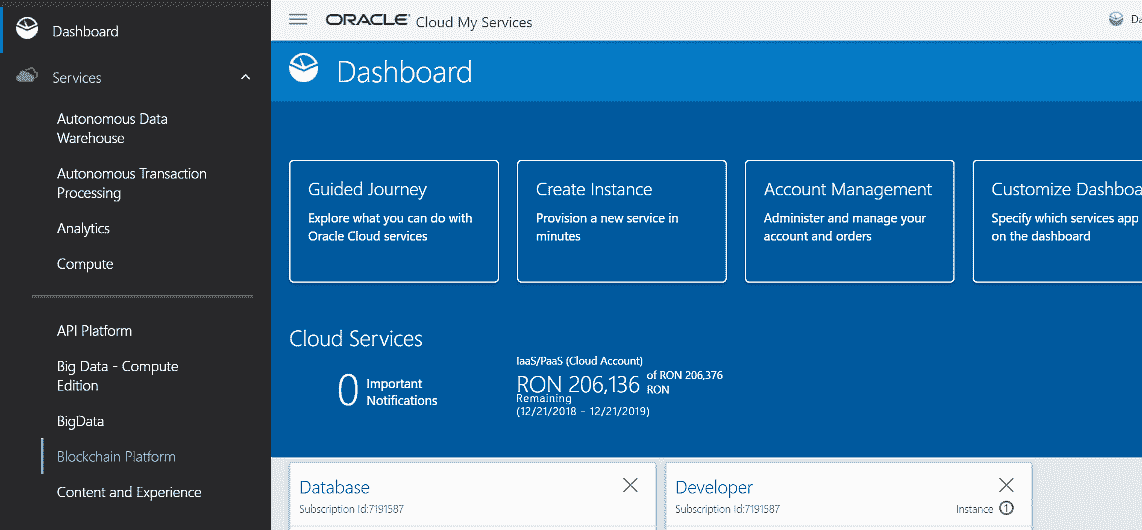 Dashboard
Services
Autonomous Data
Warehouse
Autonomous Transaction
Processing
Analytics
Compute
API Platform
Big Data - Compute
Edition
BigData
Blockchain Platform
Content and Experience
ORACLE® Cloud My Services
Da
Dashboard
Guided Journey
Explore what you can do with
Oracle Cloud services
Create Instance
Provision a new service in
minutes
Account Management
Administer and manage your
account and orders
Customize Dashboa
Specify which services app
on the dashboard
Cloud Services
0 Important
Notifications
IaaS/PaaS (Cloud Account)
RON 206,136 of RON 206,376
RON
Remaining
(12/21/2018 - 12/21/2019)
Database
Subscription Id:7191587
Developer
Subscription Id:7191587
Instance 1